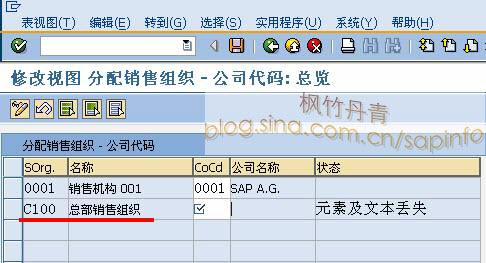 表视图(T) 编辑(E) 转到(G) 选择(S) 实用程序(U) 系统(Y) 帮助(H)
修改视图 分配销售组织 - 公司代码: 总览
枫竹丹青
blog.sina.com.cn/sapinfo
分配销售组织 - 公司代码
SOrg. 名称 CoCd 公司名称 状态
0001 销售机构 001 0001 SAP A.G.
C100 总部销售组织 元素及文本丢失